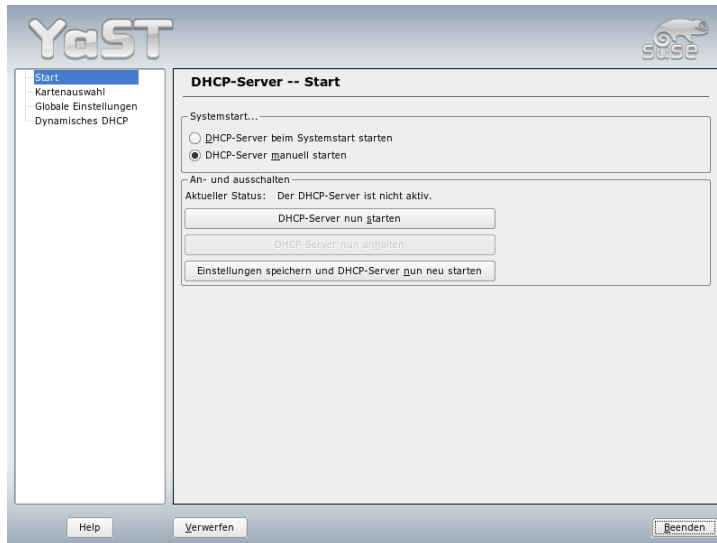 YaST
SUSE
Start
Kartenauswahl
Globale Einstellungen
Dynamisches DHCP
DHCP-Server -- Start
Systemstart...
DHCP-Server beim Systemstart starten
DHCP-Server manuell starten
An- und ausschalten
Aktueller Status: Der DHCP-Server ist nicht aktiv.
DHCP-Server nun starten
DHCP-Server nun anhalten
Einstellungen speichern und DHCP-Server nun neu starten
Help
Verwerfen
Beenden